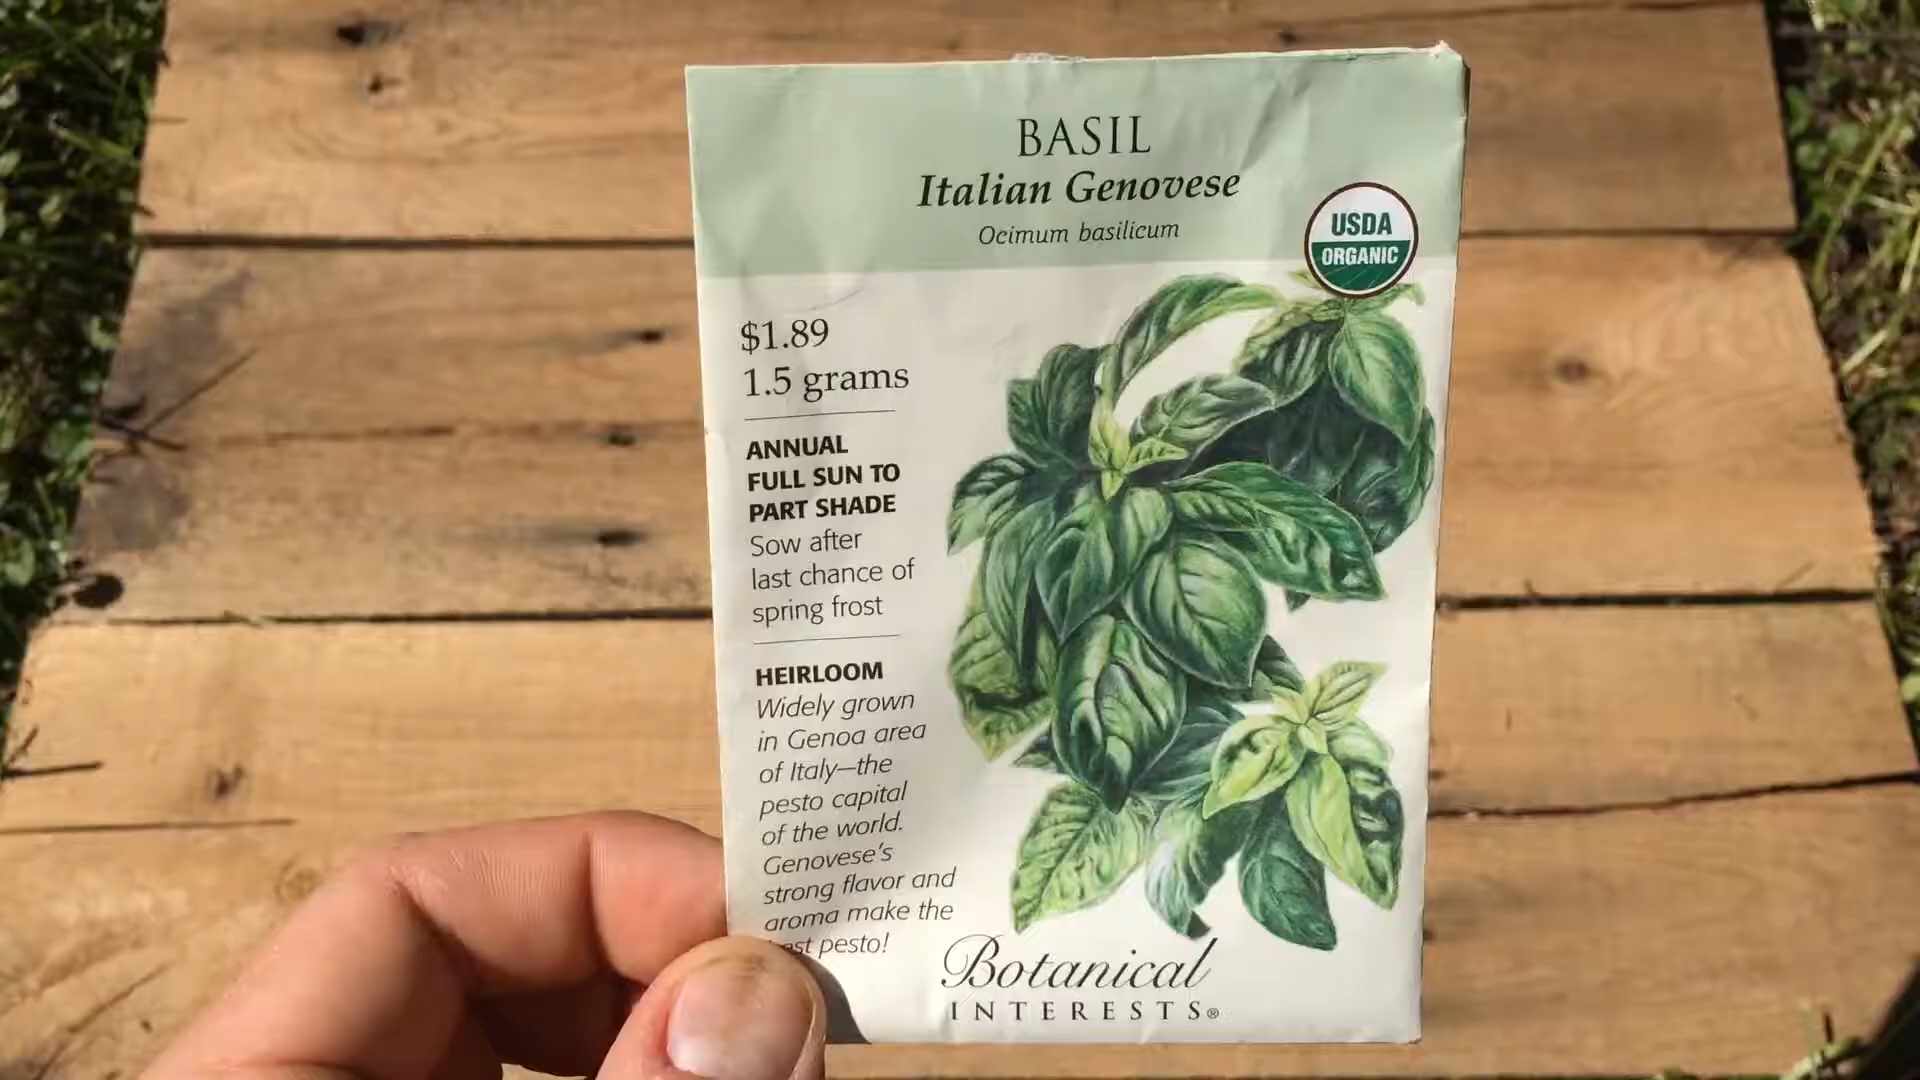 BASIL
Italian Genovese
Ocimum basilicum
USDA
ORGANIC
$1.89
1.5 grams
ANNUAL
FULL SUN TO
PART SHADE
Sow after
last chance of
spring frost
HEIRLOOM
Widely grown
in Genoa area
of Italy—the
pesto capital
of the world.
Genovese's
strong flavor and
aroma make the
pesto!
Botanical
INTERESTS®